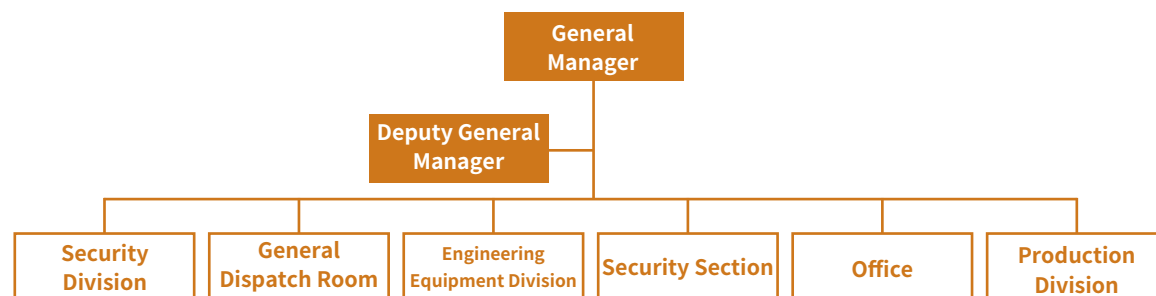 General
Manager
Deputy General
Manager
Security
Division
General
Dispatch Room
Engineering
Equipment Division
Security Section
Office
Production
Division